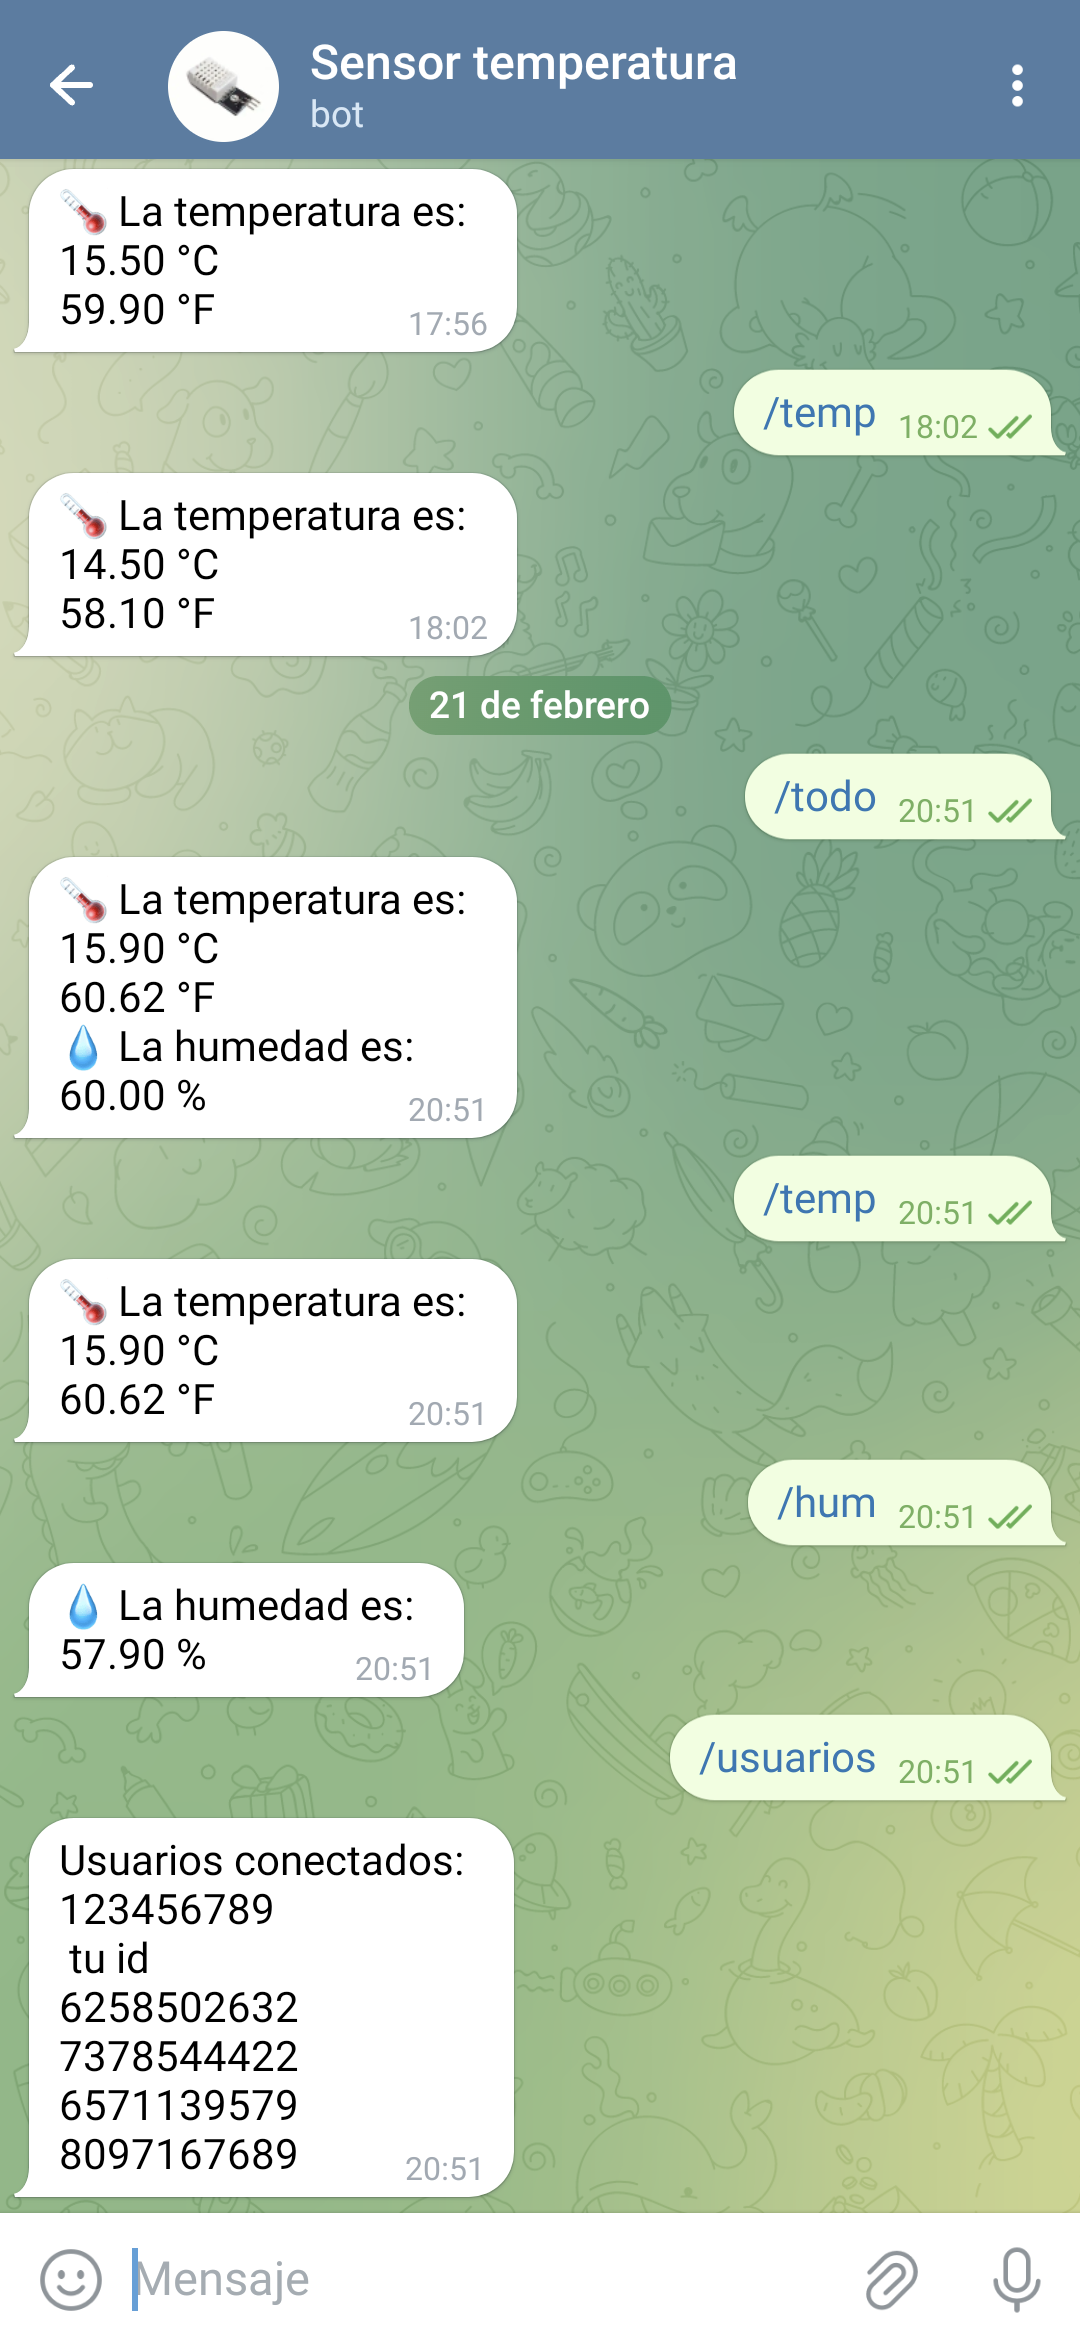 Sensor temperatura
bot
La temperatura es:
15.50 °C
59.90 °F
17:56
/temp 18:02
La temperatura es:
14.50 °C
58.10 °F
18:02
21 de febrero
/todo 20:51
La temperatura es:
15.90 °C
60.62 °F
La humedad es:
60.00 %
20:51
/temp 20:51
La temperatura es:
15.90 °C
60.62 °F
20:51
/hum 20:51
La humedad es:
57.90 %
20:51
/usuarios 20:51
Usuarios conectados:
123456789
tu id
6258502632
7378544422
6571139579
8097167689
20:51
Mensaje